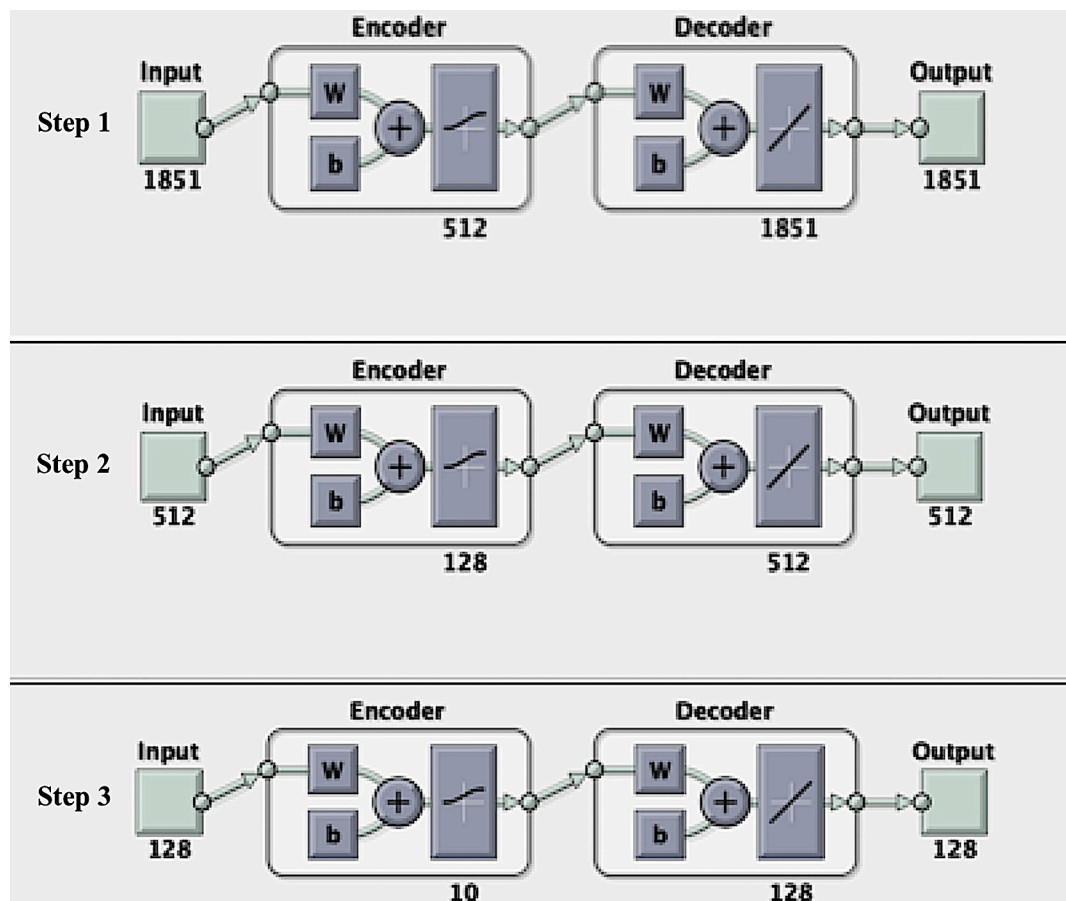 Encoder Decoder
Input Output
Step 1
W W
+ +
b b
1851 1851
512 1851
Encoder Decoder
Input Output
Step 2
W W
+ +
b b
512 512
128 512
Encoder Decoder
Input Output
Step 3
W W
+ +
b b
128 128
10 128